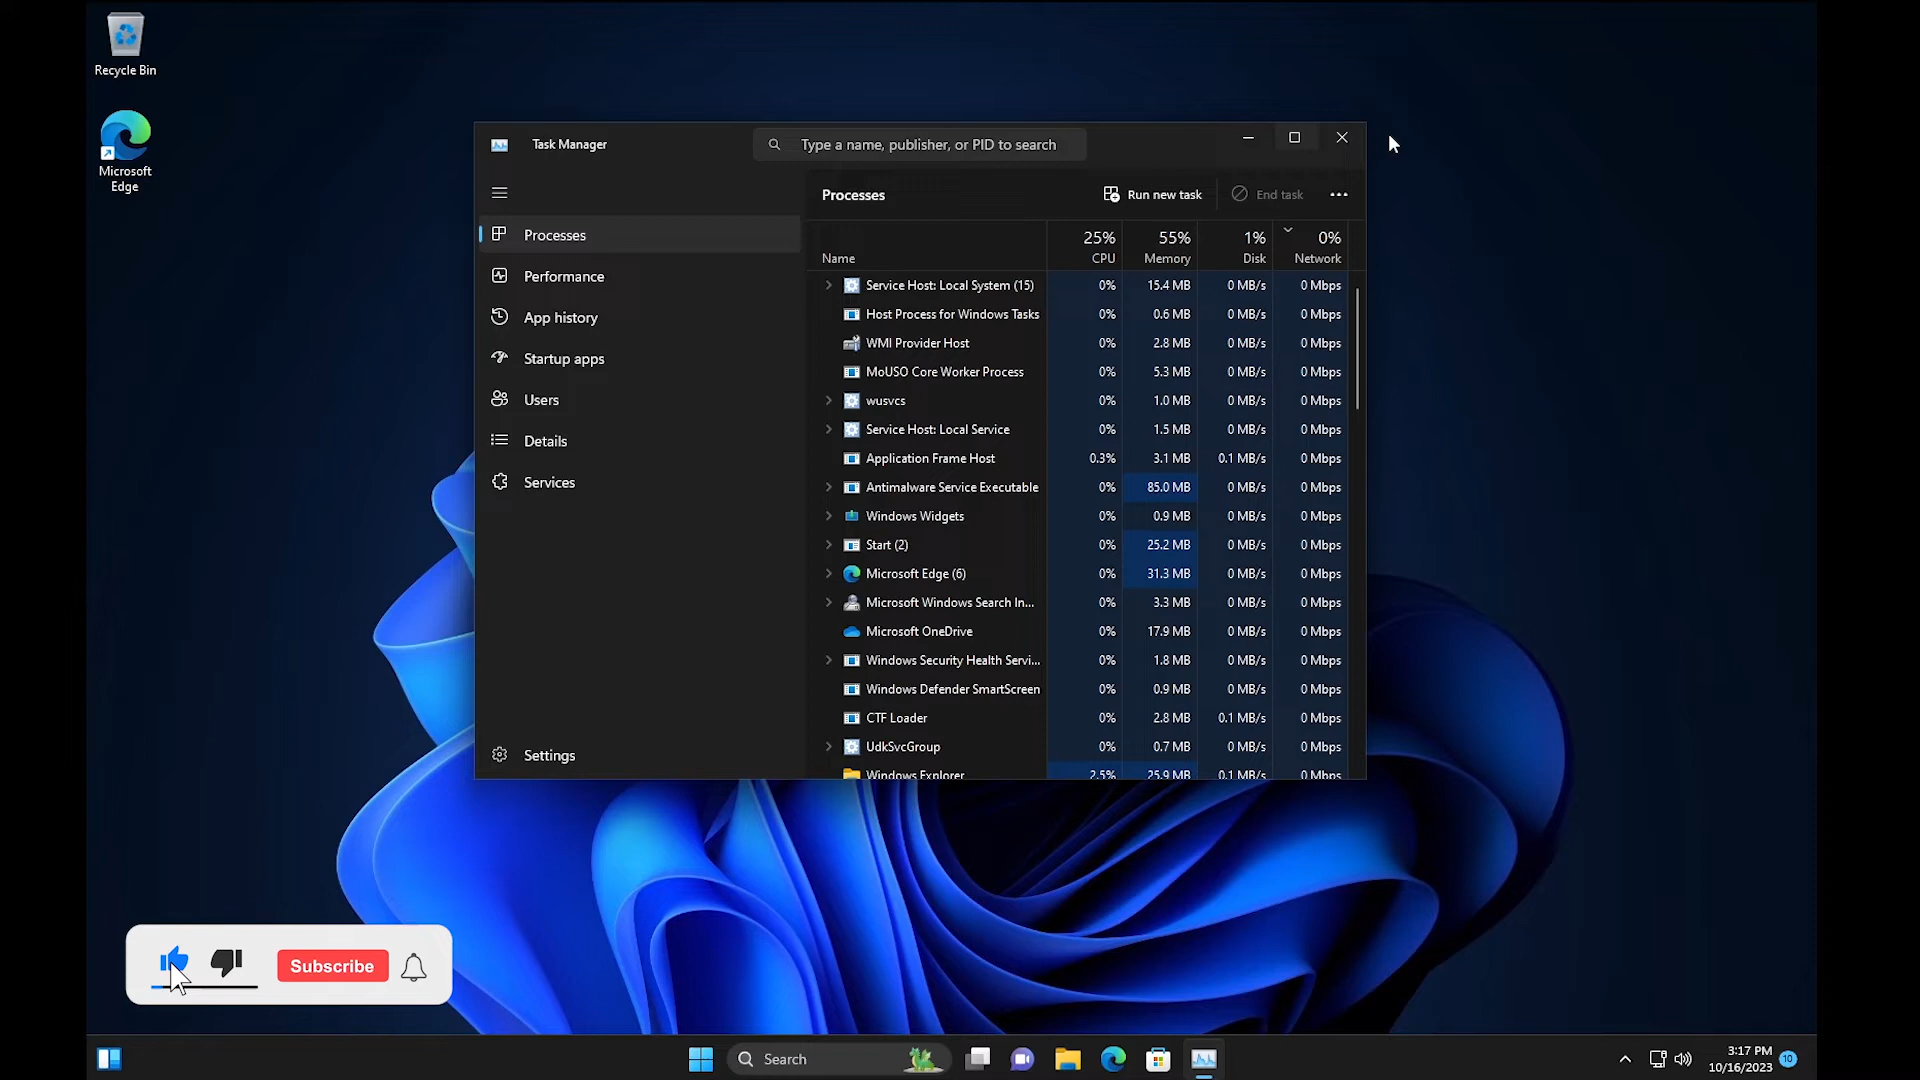 Recycle Bin
Microsoft
Edge
Task Manager
Type a name, publisher, or PID to search
Processes
Performance
App history
Startup apps
Users
Details
Services
Settings
Processes
Run new task
End task
25% 55% 1% 0%
Name CPU Memory Disk Network
Service Host: Local System (15) 0% 15.4 MB 0 MB/s 0 Mbps
Host Process for Windows Tasks 0% 0.6 MB 0 MB/s 0 Mbps
WMI Provider Host 0% 2.8 MB 0 MB/s 0 Mbps
MoUSO Core Worker Process 0% 5.3 MB 0 MB/s 0 Mbps
wusvcs 0% 1.0 MB 0 MB/s 0 Mbps
Service Host: Local Service 0% 1.5 MB 0 MB/s 0 Mbps
Application Frame Host 0.3% 3.1 MB 0.1 MB/s 0 Mbps
Antimalware Service Executable 0% 85.0 MB 0 MB/s 0 Mbps
Windows Widgets 0% 0.9 MB 0 MB/s 0 Mbps
Start (2) 0% 25.2 MB 0 MB/s 0 Mbps
Microsoft Edge (6) 0% 31.3 MB 0 MB/s 0 Mbps
Microsoft Windows Search In... 0% 3.3 MB 0 MB/s 0 Mbps
Microsoft OneDrive 0% 17.9 MB 0 MB/s 0 Mbps
Windows Security Health Servi... 0% 1.8 MB 0 MB/s 0 Mbps
Windows Defender SmartScreen 0% 0.9 MB 0 MB/s 0 Mbps
CTF Loader 0% 2.8 MB 0.1 MB/s 0 Mbps
UdkSvcGroup 0% 0.7 MB 0 MB/s 0 Mbps
Windows Explorer 2.5% 25.9 MB 0.1 MB/s 0 Mbps
Subscribe
Search
3:17 PM
10/16/2023
10